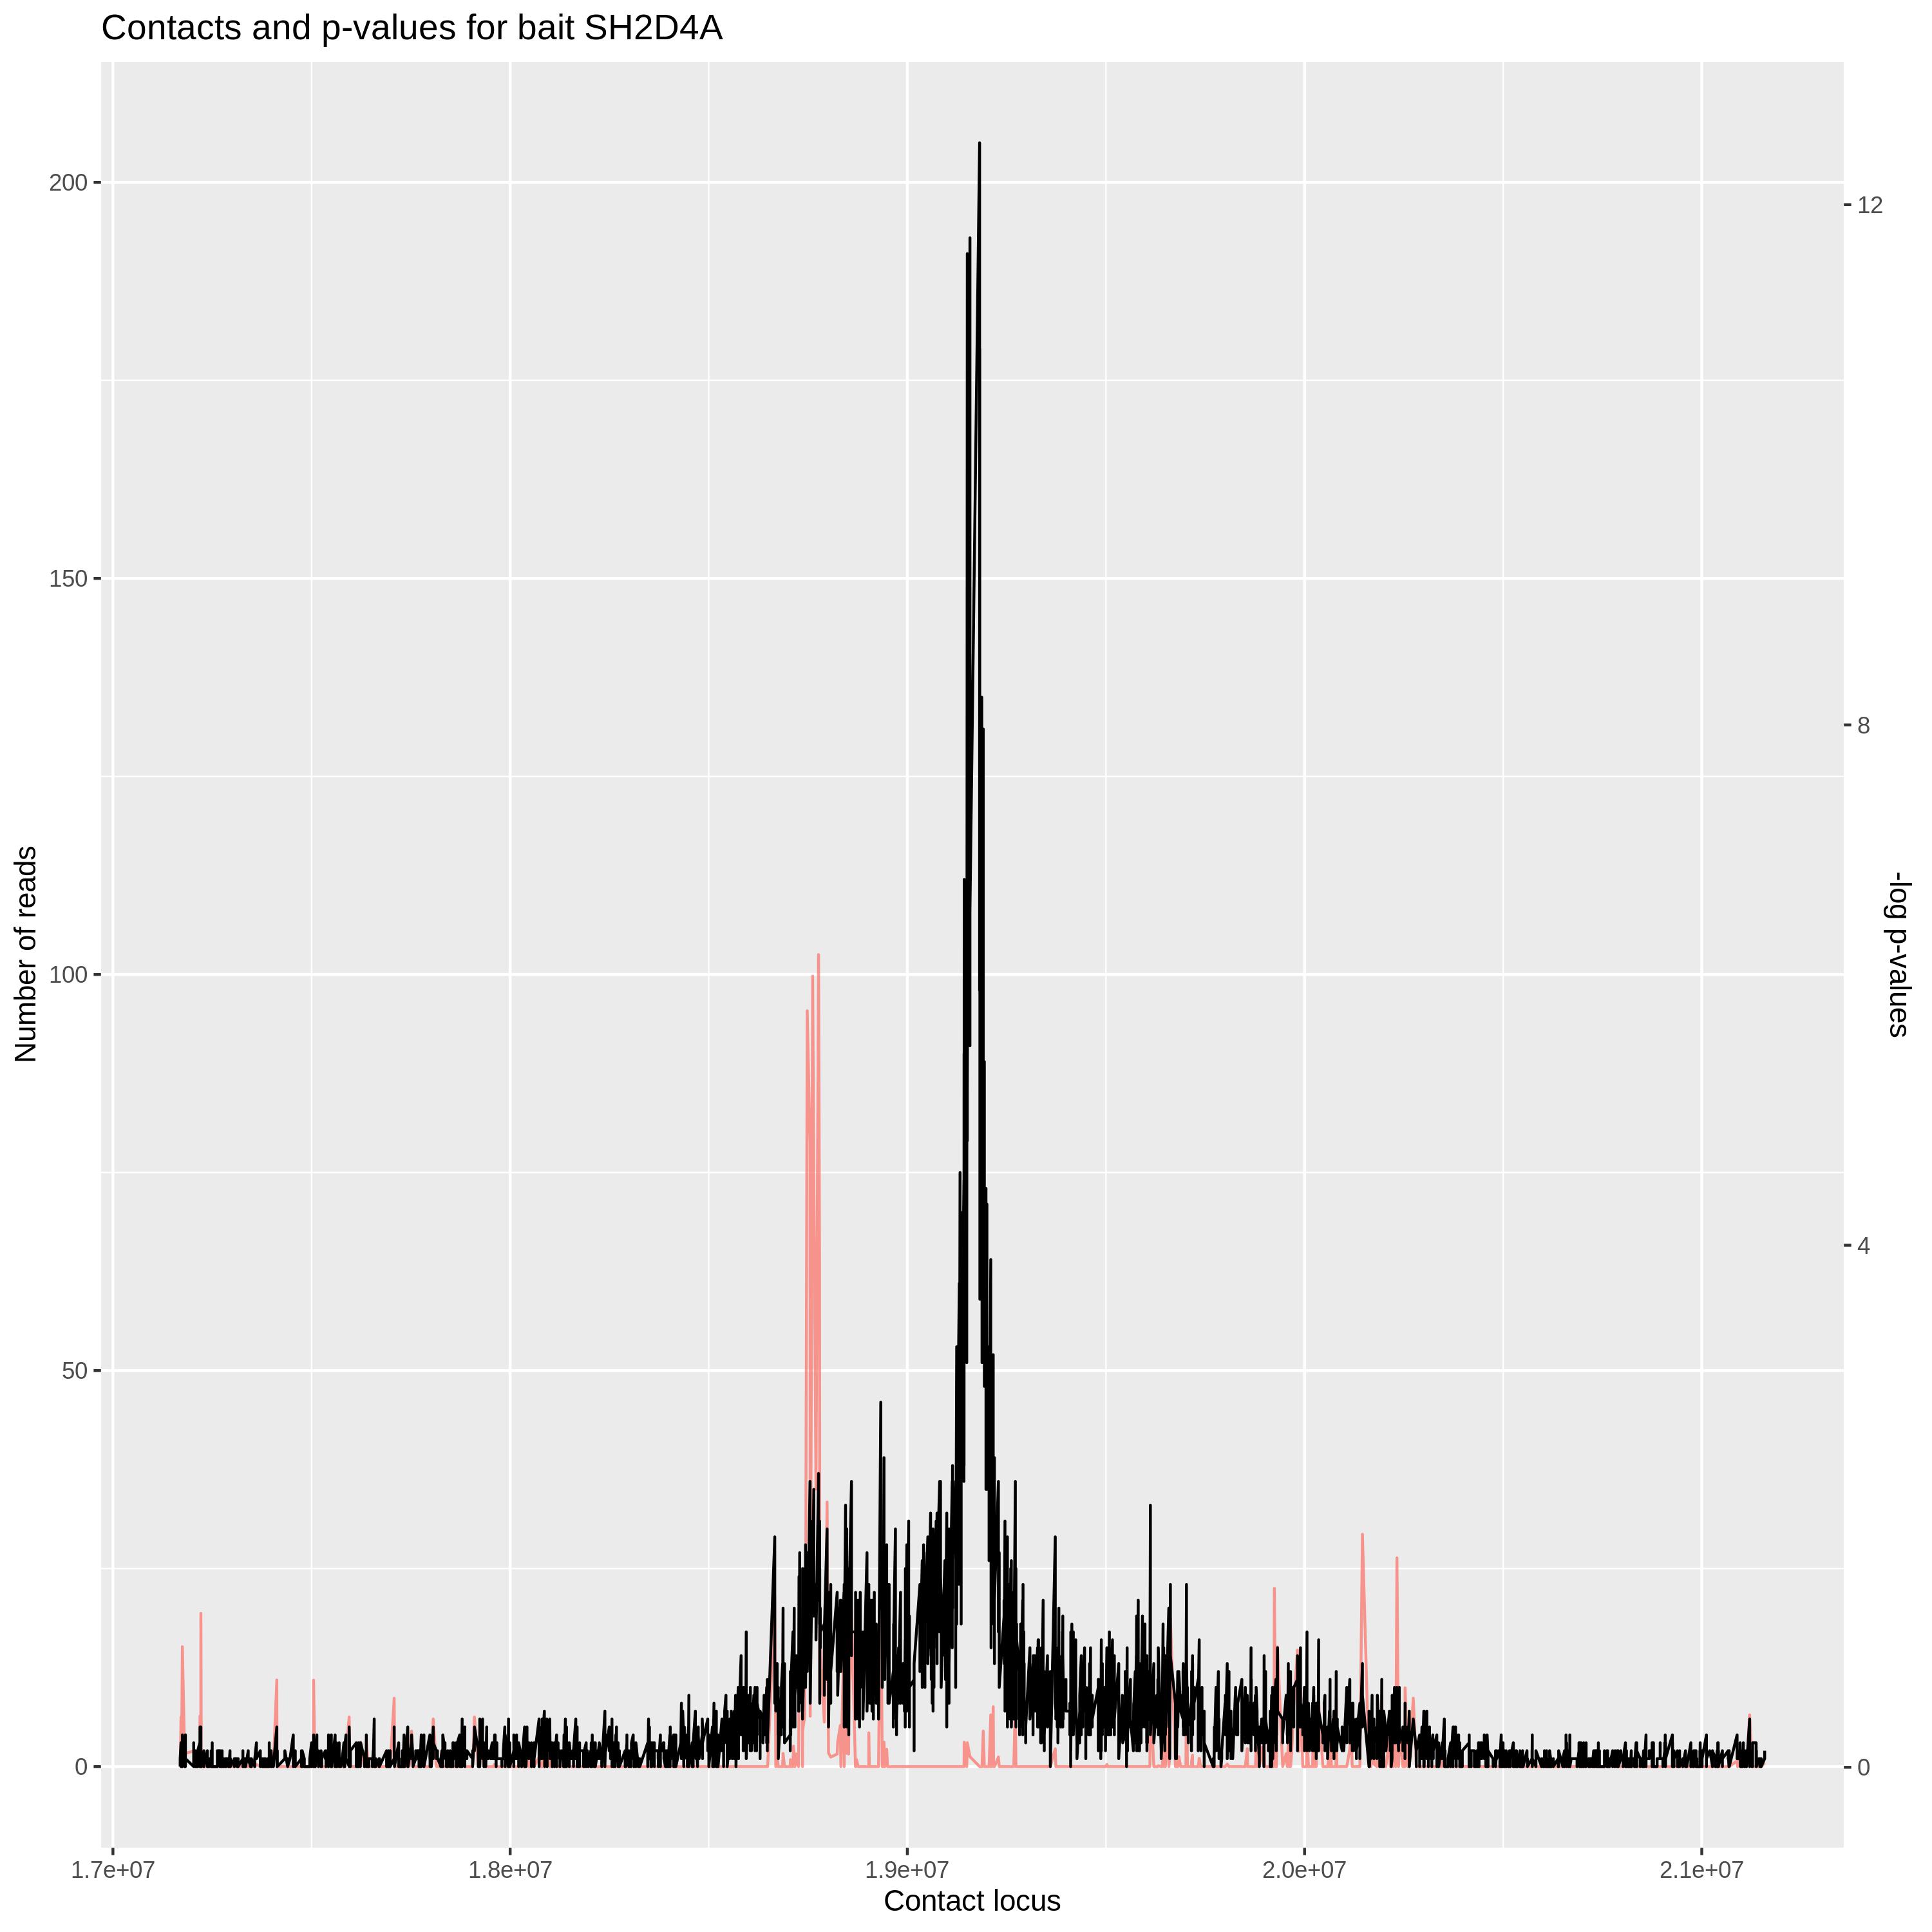 Contacts and p-values for bait SH2D4A
200
150
100
50
0
12
8
4
0
Number of reads
-log p-values
1.7e+07
1.8e+07
1.9e+07
2.0e+07
2.1e+07
Contact locus